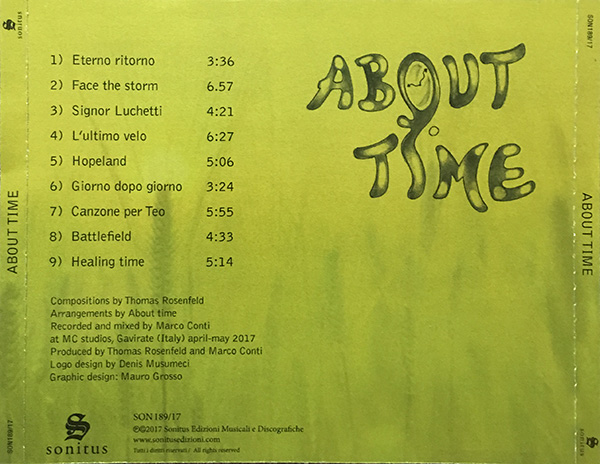 sonitus
SON189/17
1) Eterno ritorno 3:36
2) Face the storm 6.57
3) Signor Luchetti 4:21
4) L'ultimo velo 6:27
5) Hopeland 5:06
6) Giorno dopo giorno 3:24
7) Canzone per Teo 5:55
8) Battlefield 4:33
9) Healing time 5:14
ABOUT
TIME
ABOUT TIME
ABOUT TIME
Compositions by Thomas Rosenfeld
Arrangements by About time
Recorded and mixed by Marco Conti
at MC studios, Gavirate (Italy) april-may 2017
Produced by Thomas Rosenfeld and Marco Conti
Logo design by Denis Musumeci
Graphic design: Mauro Grosso
SON189/17
S
sonitus
SON 189/17
℗©2017 Sonitus Edizioni Musicali e Discografiche
www.sonitusedizioni.com
Tutti i diritti riservati / All rights reserved
sonitus